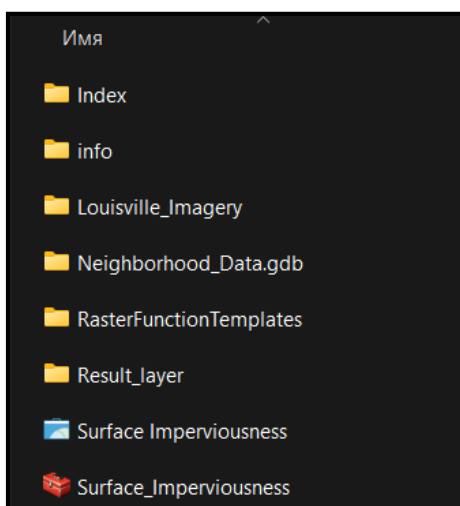 Имя
Index
info
Louisville_Imagery
Neighborhood_Data.gdb
RasterFunctionTemplates
Result_layer
Surface Imperviousness
Surface_Imperviousness